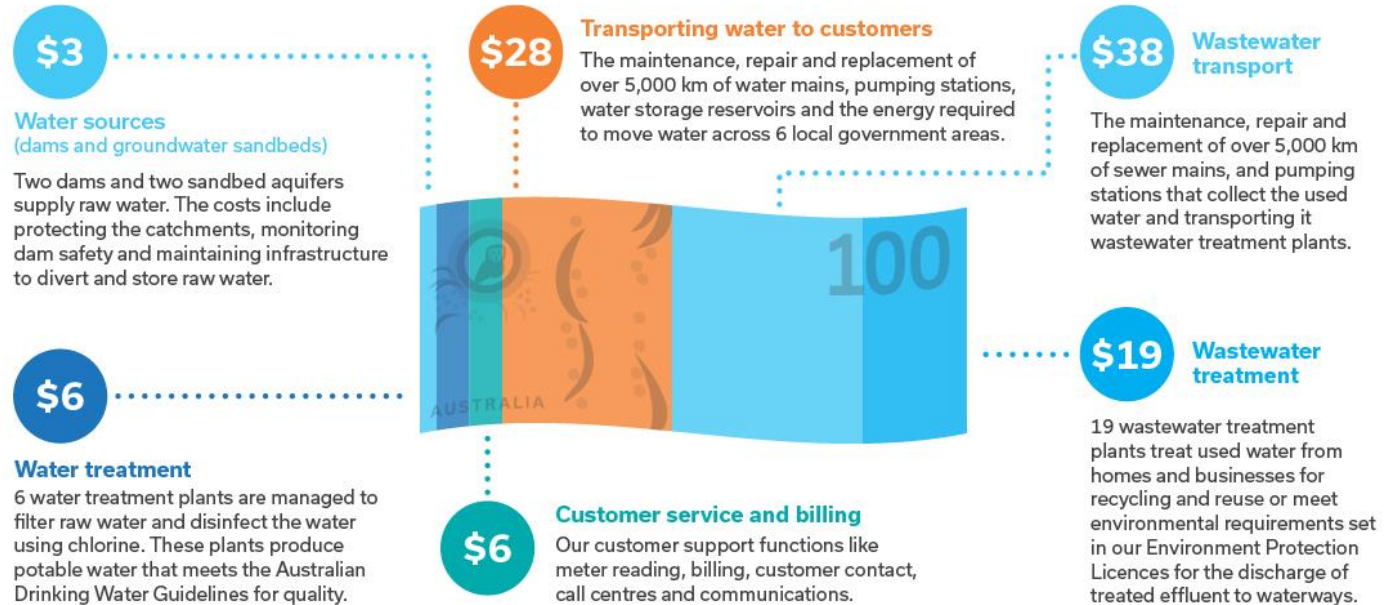 $3
Water sources
(dams and groundwater sandbeds)
Two dams and two sandbed aquifers
supply raw water. The costs include
protecting the catchments, monitoring
dam safety and maintaining infrastructure
to divert and store raw water.
$28
Transporting water to customers
The maintenance, repair and replacement of
over 5,000 km of water mains, pumping stations,
water storage reservoirs and the energy required
to move water across 6 local government areas.
$38
Wastewater
transport
The maintenance, repair and
replacement of over 5,000 km
of sewer mains, and pumping
stations that collect the used
water and transporting it
wastewater treatment plants.
100
AUSTRALIA
$6
Water treatment
6 water treatment plants are managed to
filter raw water and disinfect the water
using chlorine. These plants produce
potable water that meets the Australian
Drinking Water Guidelines for quality.
$6
Customer service and billing
Our customer support functions like
meter reading, billing, customer contact,
call centres and communications.
$19
Wastewater
treatment
19 wastewater treatment
plants treat used water from
homes and businesses for
recycling and reuse or meet
environmental requirements set
in our Environment Protection
Licences for the discharge of
treated effluent to waterways.